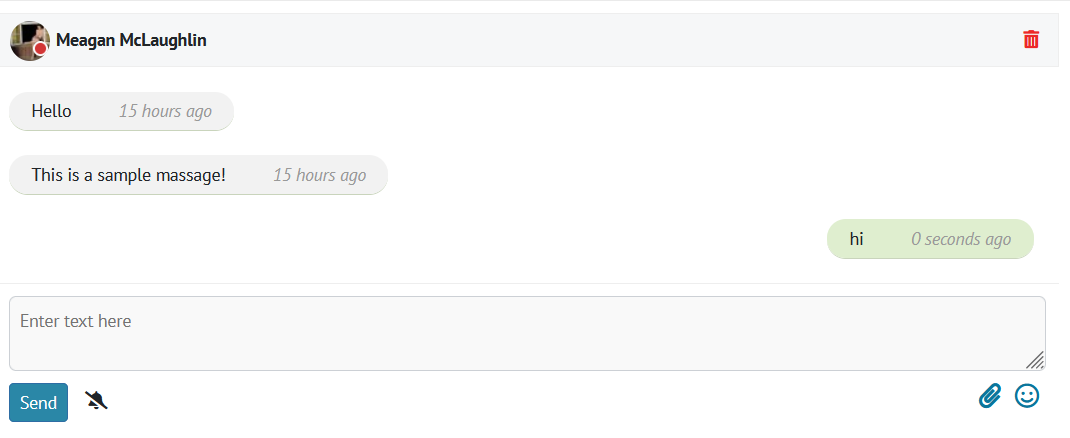 Meagan McLaughlin
Hello 15 hours ago
This is a sample massage! 15 hours ago
hi 0 seconds ago
Enter text here
Send